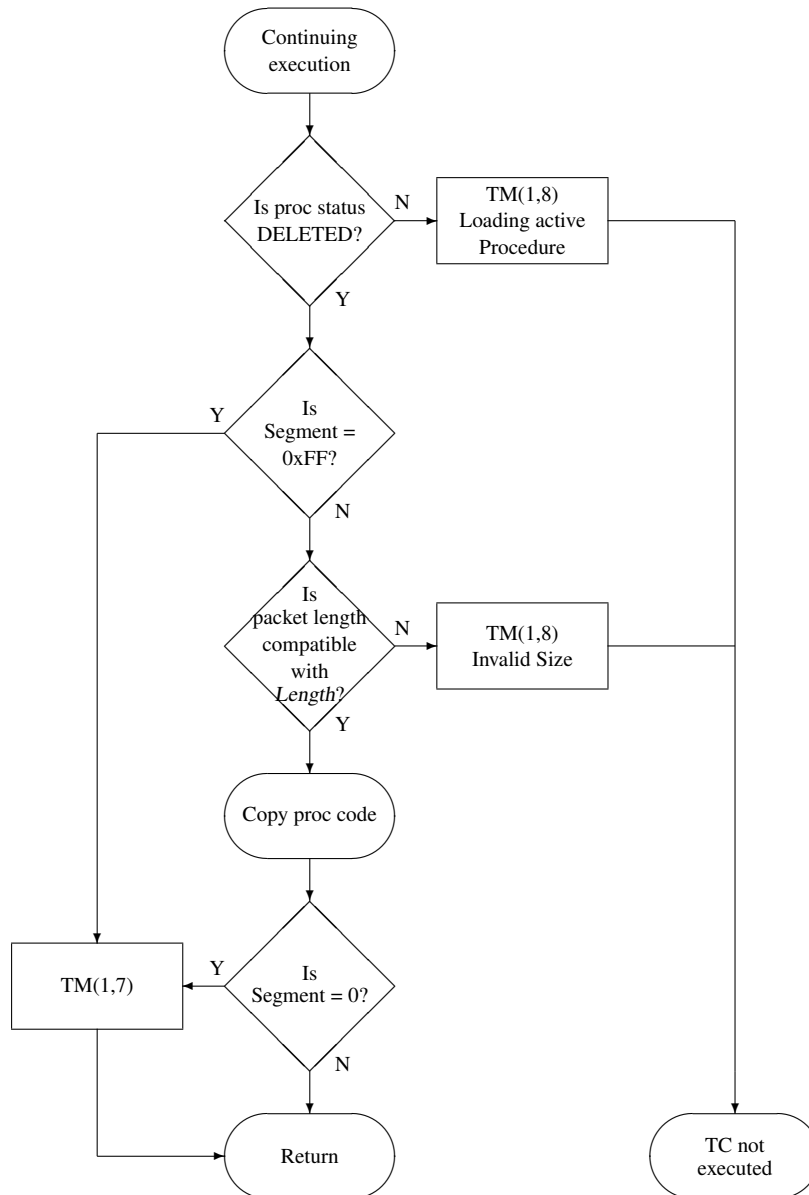 Continuing
execution
Is proc status
DELETED?
N
TM(1,8)
Loading active
Procedure
Y
Y
Is
Segment =
0xFF?
N
Is
packet length
compatible
with
Length?
N
TM(1,8)
Invalid Size
Y
Copy proc code
TM(1,7)
Y
Is
Segment = 0?
N
Return
TC not
executed